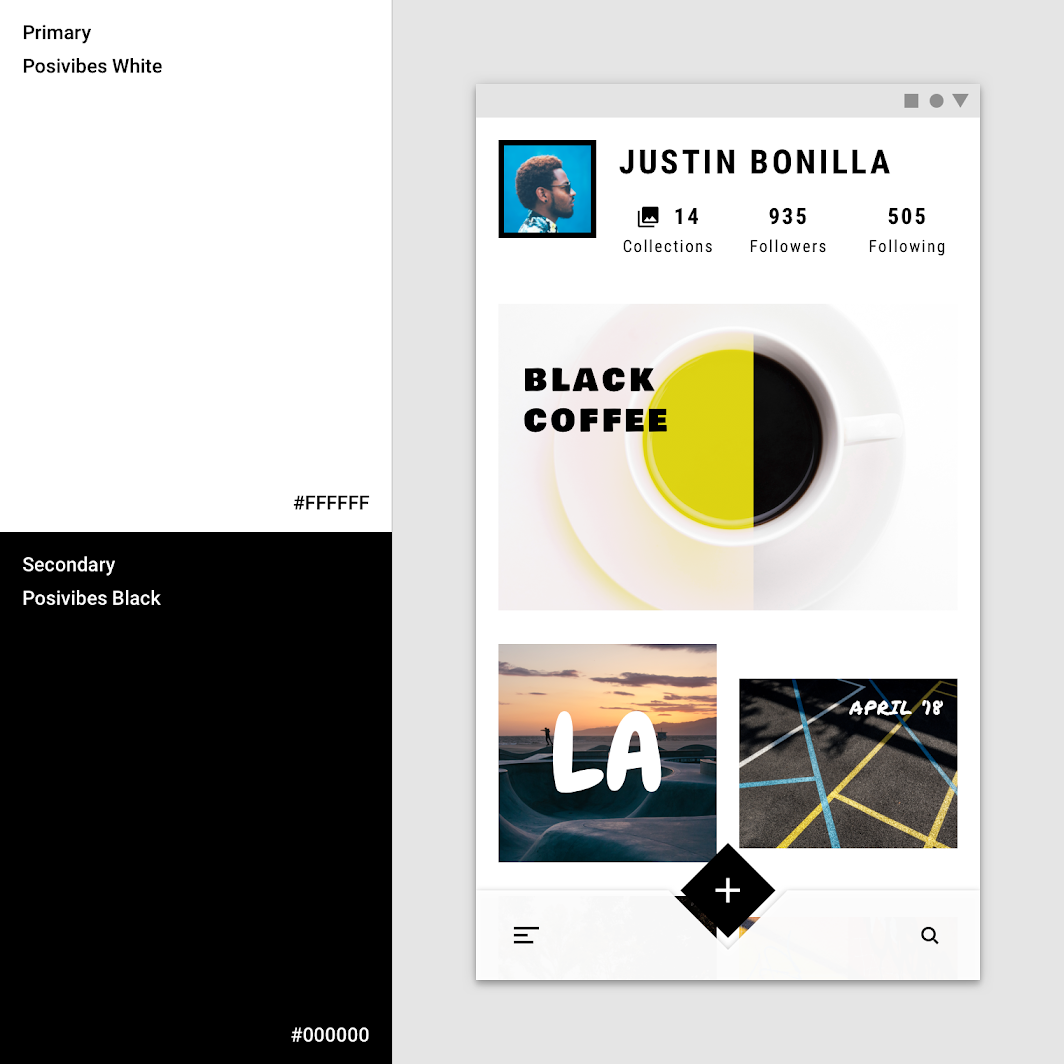 Primary
Posivibes White
#FFFFFF
Secondary
Posivibes Black
#000000
JUSTIN BONILLA
14
Collections
935
Followers
505
Following
BLACK
COFFEE
LA
APRIL 18